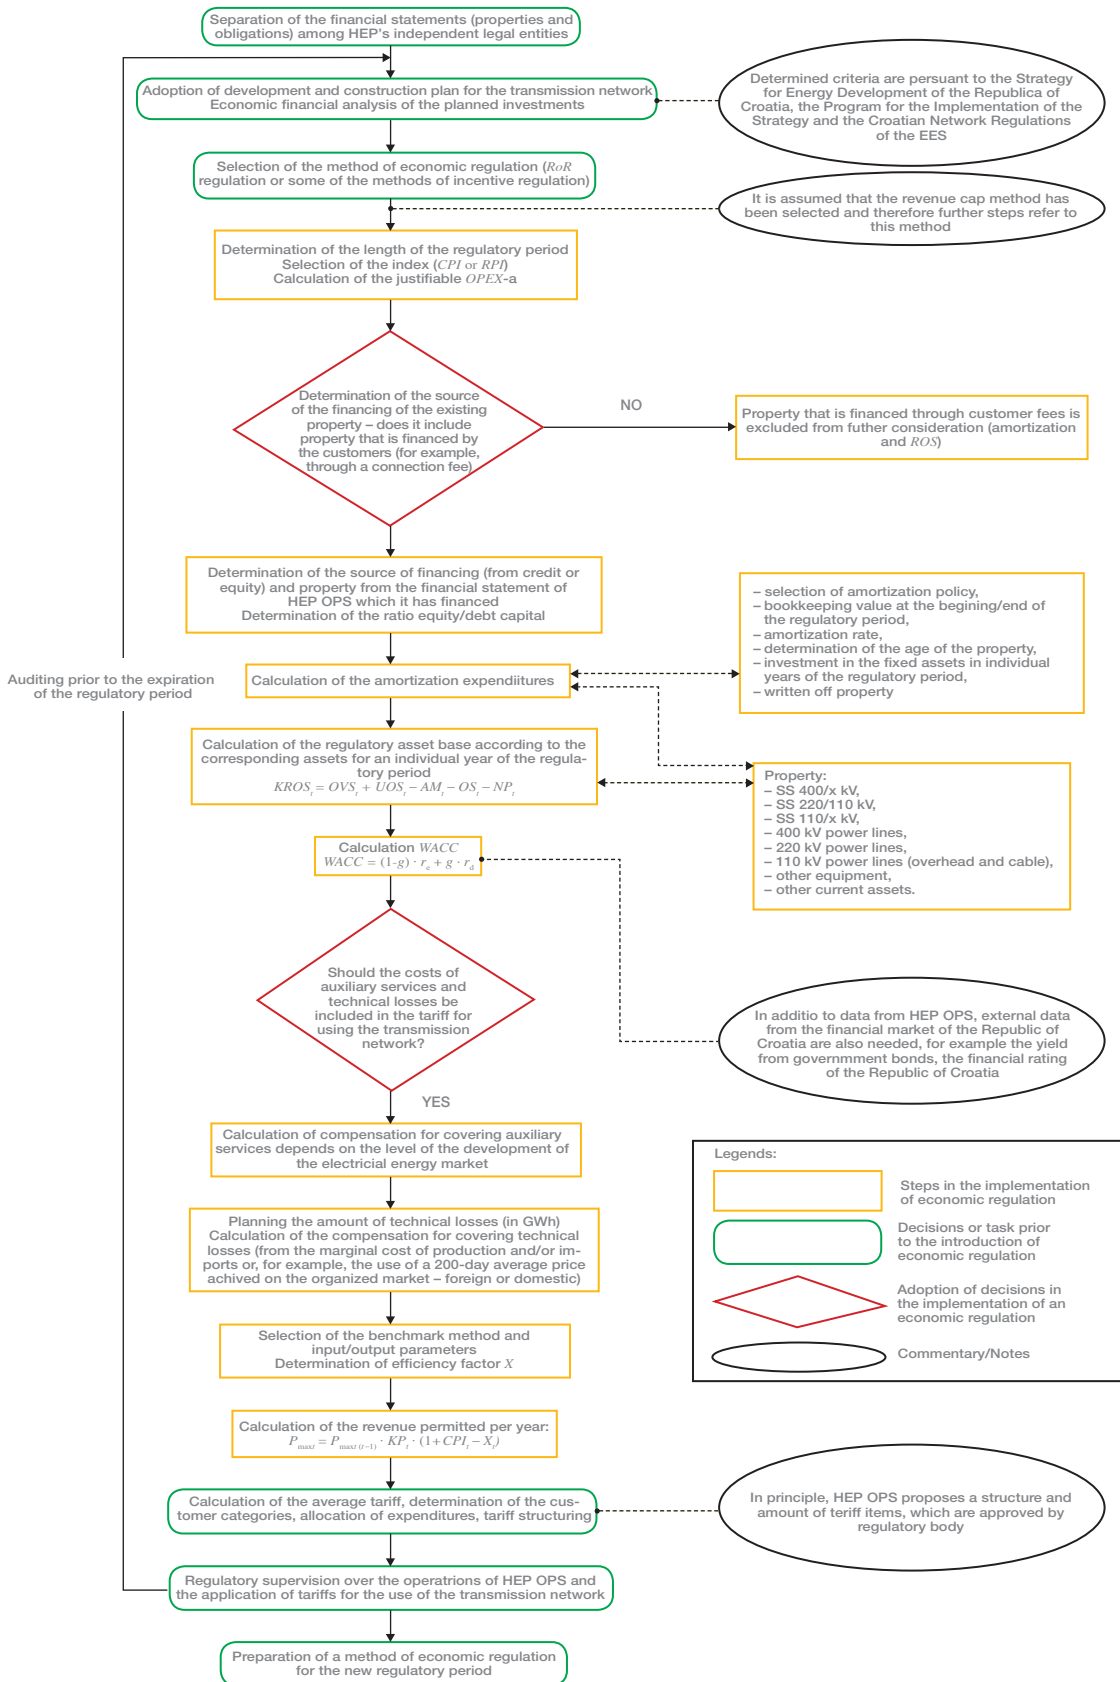 Separation of the financial statements (properties and
obligations) among HEP's independent legal entities
Adoption of development and construction plan for the transmission network
Economic financial analysis of the planned investments
Determined criteria are persuant to the Strategy
for Energy Development of the Republica of
Croatia, the Program for the Implementation of the
Strategy and the Croatian Network Regulations
of the EES
Selection of the method of economic regulation (RoR
regulation or some of the methods of incentive regulation)
It is assumed that the revenue cap method has
been selected and therefore further steps refer to
this method
Determination of the length of the regulatory period
Selection of the index (CPI or RPI)
Calculation of the justifiable OPEX-a
Determination of the source
of the financing of the existing
property – does it include
property that is financed by
the customers (for example,
through a connection fee)
NO
Property that is financed through customer fees is
excluded from futher consideration (amortization
and ROS)
Determination of the source of financing (from credit or
equity) and property from the financial statement of
HEP OPS which it has financed
Determination of the ratio equity/debt capital
– selection of amortization policy,
– bookkeeping value at the begining/end of
the regulatory period,
– amortization rate,
– determination of the age of the property,
– investment in the fixed assets in individual
years of the regulatory period,
– written off property
Auditing prior to the expiration
of the regulatory period
Calculation of the amortization expendiitures
Calculation of the regulatory asset base according to the
corresponding assets for an individual year of the regula-
tory period
KROS_t = OVS_t + UOS_t – AM_t – OS_t – NP_t
Property:
– SS 400/x kV,
– SS 220/110 kV,
– SS 110/x kV,
– 400 kV power lines,
– 220 kV power lines,
– 110 kV power lines (overhead and cable),
– other equipment,
– other current assets.
Calculation WACC
WACC = (1-g) · r_e + g · r_d
Should the costs of
auxiliary services and
technical losses be
included in the tariff for
using the transmission
network?
In additio to data from HEP OPS, external data
from the financial market of the Republic of
Croatia are also needed, for example the yield
from governmment bonds, the financial rating
of the Republic of Croatia
YES
Calculation of compensation for covering auxiliary
services depends on the level of the development of
the electricial energy market
Planning the amount of technical losses (in GWh)
Calculation of the compensation for covering technical
losses (from the marginal cost of production and/or im-
ports or, for example, the use of a 200-day average price
achived on the organized market – foreign or domestic)
Selection of the benchmark method and
input/output parameters
Determination of efficiency factor X
Calculation of the revenue permitted per year:
P_maxt = P_maxt (t–1) · KP_t · (1+CPI_t – X_t)
Legends:
Steps in the implementation
of economic regulation
Decisions or task prior
to the introduction of
economic regulation
Adoption of decisions in
the implementation of an
economic regulation
Commentary/Notes
Calculation of the average tariff, determination of the cus-
tomer categories, allocation of expenditures, tariff structuring
In principle, HEP OPS proposes a structure and
amount of teriff items, which are approved by
regulatory body
Regulatory supervision over the operatrions of HEP OPS and
the application of tariffs for the use of the transmission network
Preparation of a method of economic regulation
for the new regulatory period